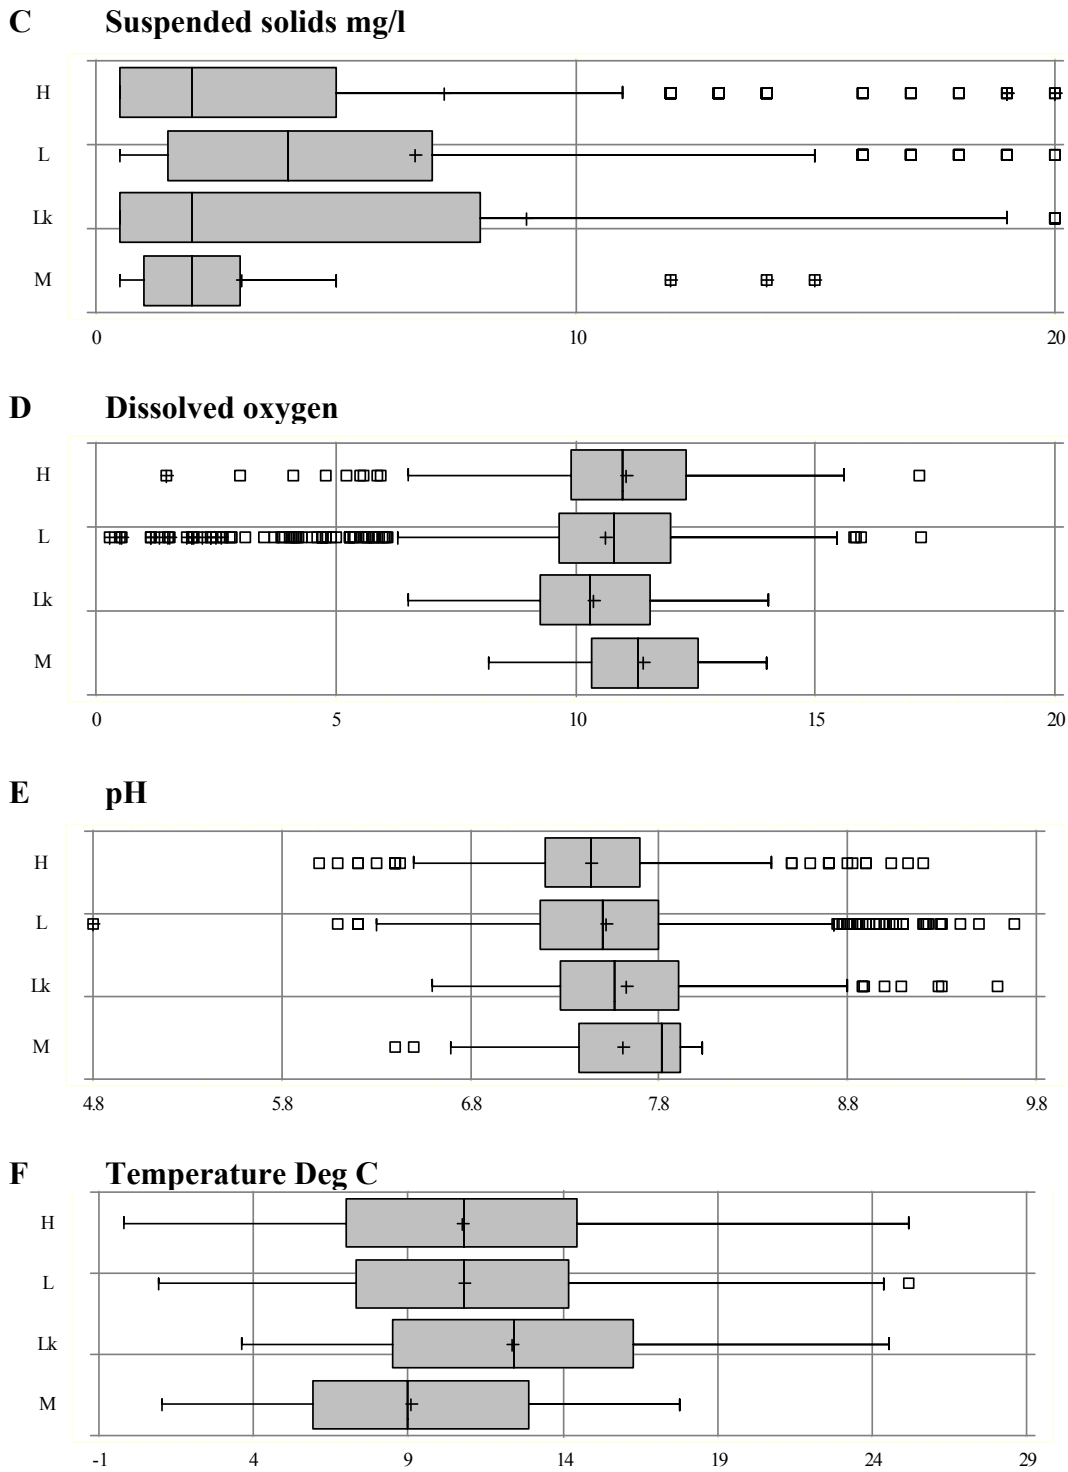 C Suspended solids mg/l
H
L
Lk
M
0 10 20
D Dissolved oxygen
H
L
Lk
M
0 5 10 15 20
E pH
H
L
Lk
M
4.8 5.8 6.8 7.8 8.8 9.8
F Temperature Deg C
H
L
Lk
M
-1 4 9 14 19 24 29